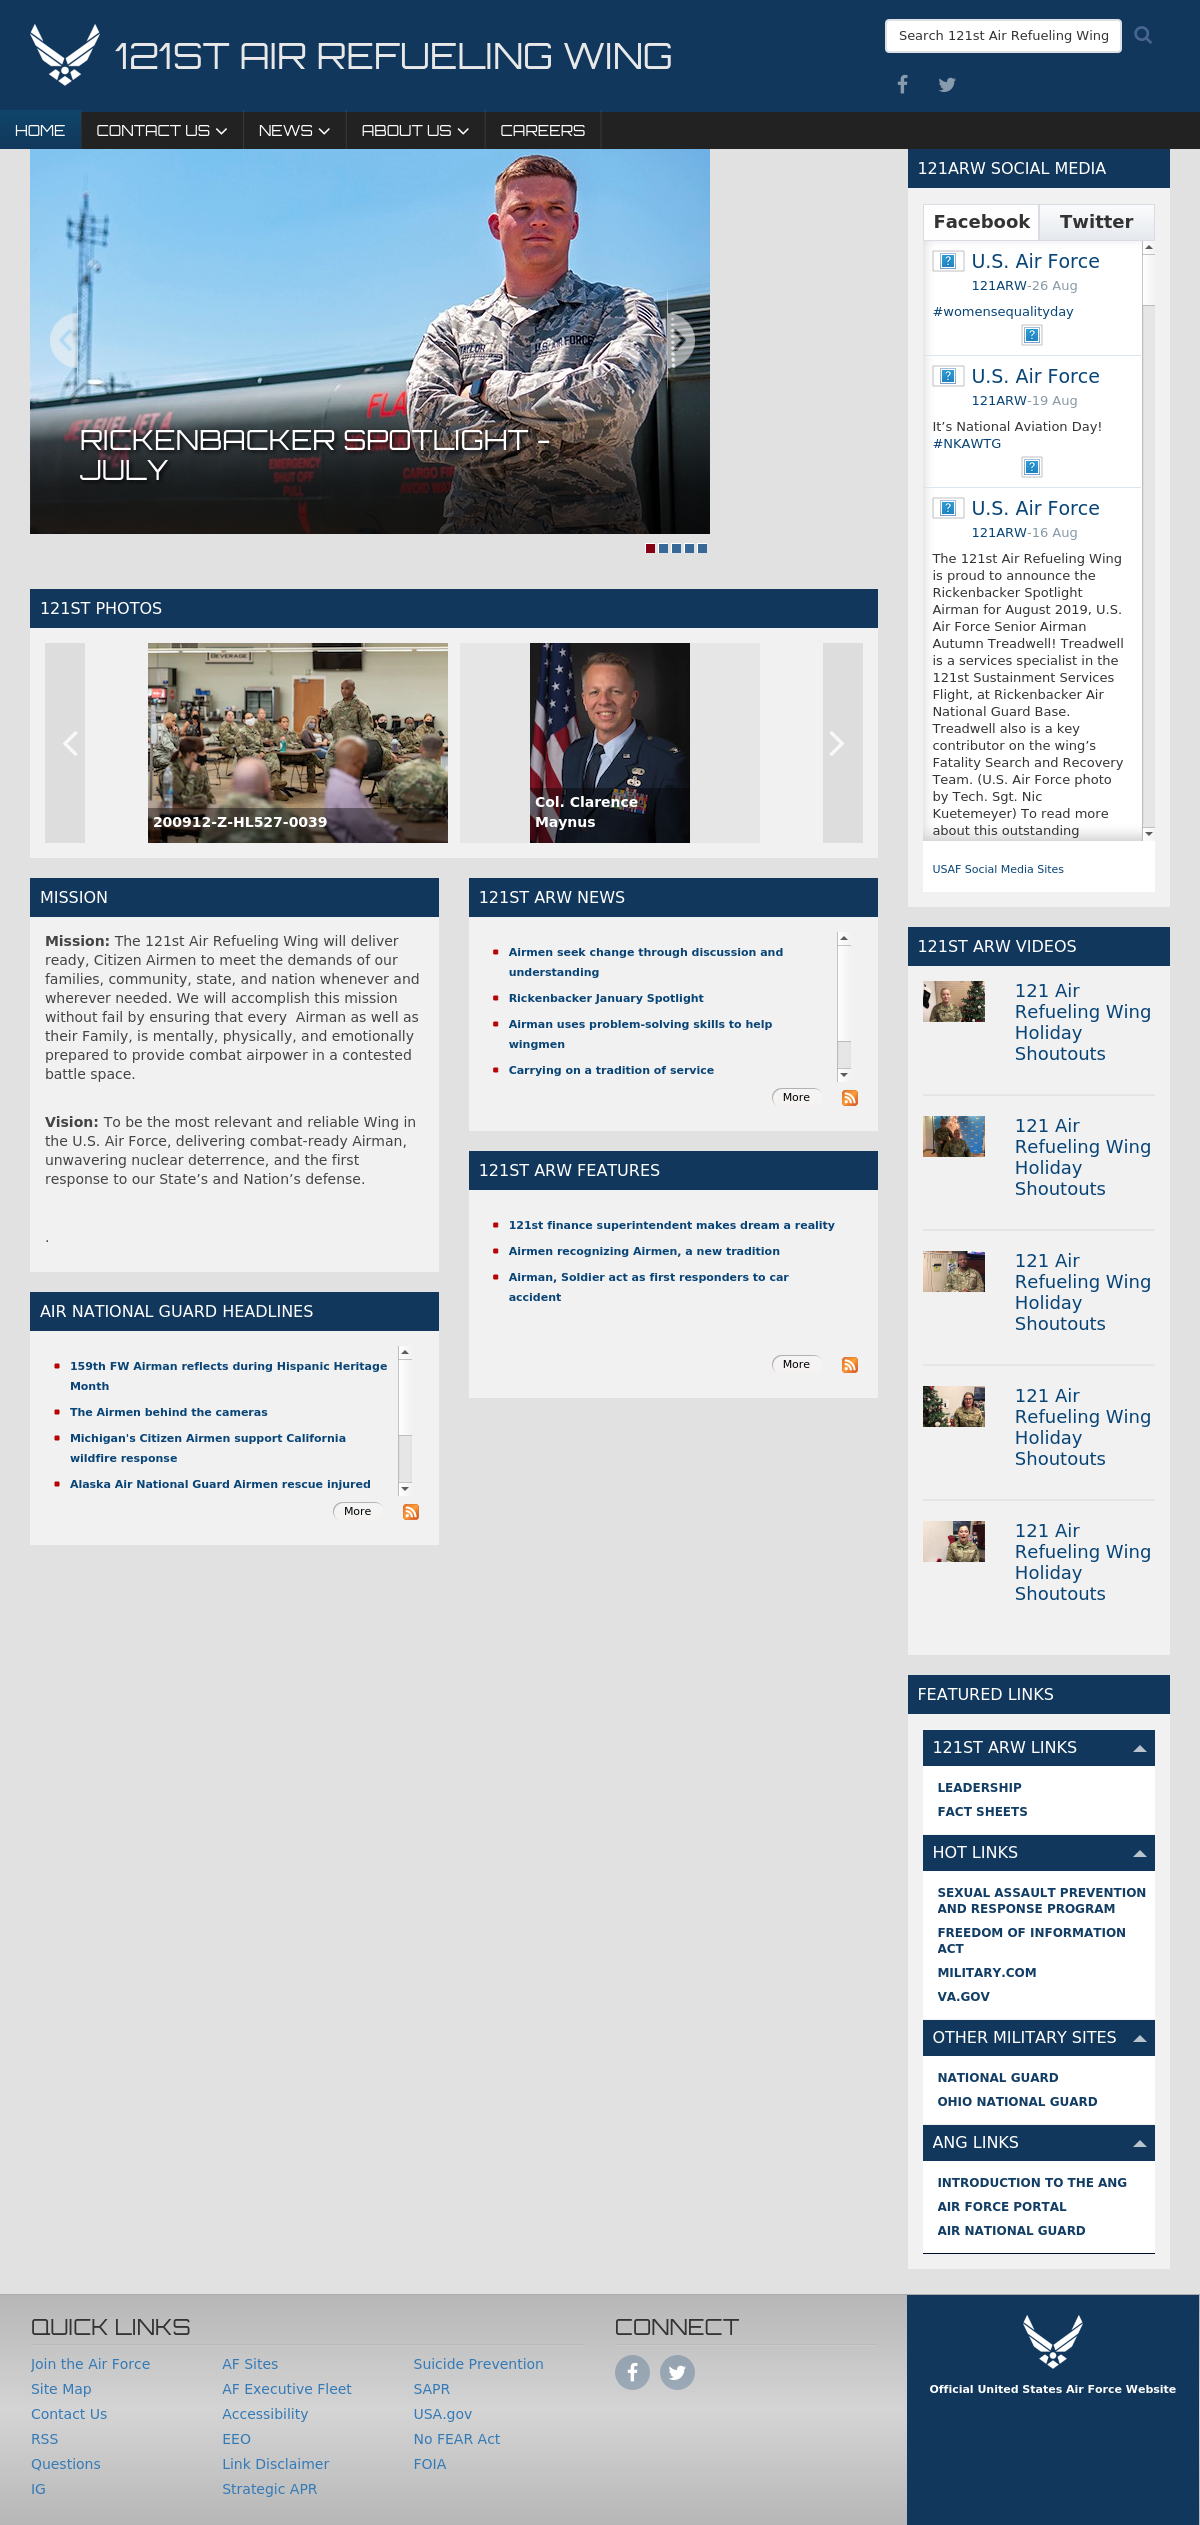 121ST AIR REFUELING WING
Search 121st Air Refueling Wing
HOME
CONTACT US
NEWS
ABOUT US
CAREERS
TAYLOR
U.S. AIR FORCE
JET FUEL JET A
FLA
EMERGENCY
SHUT OFF
PULL
RICKENBACKER SPOTLIGHT -
JULY
121ST PHOTOS
BEVERAGE
200912-Z-HL527-0039
Col. Clarence
Maynus
MISSION
Mission: The 121st Air Refueling Wing will deliver
ready, Citizen Airmen to meet the demands of our
families, community, state, and nation whenever and
wherever needed. We will accomplish this mission
without fail by ensuring that every  Airman as well as
their Family, is mentally, physically, and emotionally
prepared to provide combat airpower in a contested
battle space.
Vision: To be the most relevant and reliable Wing in
the U.S. Air Force, delivering combat-ready Airman,
unwavering nuclear deterrence, and the first
response to our State’s and Nation’s defense.
.
AIR NATIONAL GUARD HEADLINES
159th FW Airman reflects during Hispanic Heritage
Month
The Airmen behind the cameras
Michigan's Citizen Airmen support California
wildfire response
Alaska Air National Guard Airmen rescue injured
More
121ST ARW NEWS
Airmen seek change through discussion and
understanding
Rickenbacker January Spotlight
Airman uses problem-solving skills to help
wingmen
Carrying on a tradition of service
More
121ST ARW FEATURES
121st finance superintendent makes dream a reality
Airmen recognizing Airmen, a new tradition
Airman, Soldier act as first responders to car
accident
More
121ARW SOCIAL MEDIA
Facebook
Twitter
U.S. Air Force
121ARW-26 Aug
#womensequalityday
U.S. Air Force
121ARW-19 Aug
It’s National Aviation Day!
#NKAWTG
U.S. Air Force
121ARW-16 Aug
The 121st Air Refueling Wing
is proud to announce the
Rickenbacker Spotlight
Airman for August 2019, U.S.
Air Force Senior Airman
Autumn Treadwell! Treadwell
is a services specialist in the
121st Sustainment Services
Flight, at Rickenbacker Air
National Guard Base.
Treadwell also is a key
contributor on the wing’s
Fatality Search and Recovery
Team. (U.S. Air Force photo
by Tech. Sgt. Nic
Kuetemeyer) To read more
about this outstanding
USAF Social Media Sites
121ST ARW VIDEOS
121 Air
Refueling Wing
Holiday
Shoutouts
121 Air
Refueling Wing
Holiday
Shoutouts
121 Air
Refueling Wing
Holiday
Shoutouts
121 Air
Refueling Wing
Holiday
Shoutouts
121 Air
Refueling Wing
Holiday
Shoutouts
FEATURED LINKS
121ST ARW LINKS
LEADERSHIP
FACT SHEETS
HOT LINKS
SEXUAL ASSAULT PREVENTION
AND RESPONSE PROGRAM
FREEDOM OF INFORMATION
ACT
MILITARY.COM
VA.GOV
OTHER MILITARY SITES
NATIONAL GUARD
OHIO NATIONAL GUARD
ANG LINKS
INTRODUCTION TO THE ANG
AIR FORCE PORTAL
AIR NATIONAL GUARD
QUICK LINKS
Join the Air Force
Site Map
Contact Us
RSS
Questions
IG
AF Sites
AF Executive Fleet
Accessibility
EEO
Link Disclaimer
Strategic APR
Suicide Prevention
SAPR
USA.gov
No FEAR Act
FOIA
CONNECT
Official United States Air Force Website